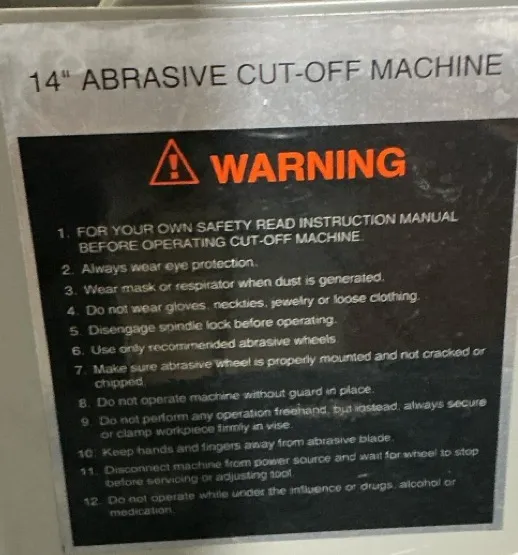 14" ABRASIVE CUT-OFF MACHINE
WARNING
1. FOR YOUR OWN SAFETY READ INSTRUCTION MANUAL
BEFORE OPERATING CUT-OFF MACHINE.
2. Always wear eye protection.
3. Wear mask or respirator when dust is generated.
4. Do not wear gloves, neckties, jewelry or loose clothing.
5. Disengage spindle lock before operating.
6. Use only recommended abrasive wheels.
7. Make sure abrasive wheel is properly mounted and not cracked or
chipped.
8. Do not operate machine without guard in place.
9. Do not perform any operation freehand, but instead, always secure
or clamp workpiece firmly in vise.
10. Keep hands and fingers away from abrasive blade.
11. Disconnect machine from power source and wait for wheel to stop
before servicing or adjusting tool.
12. Do not operate while under the influence of drugs, alcohol or
medication.